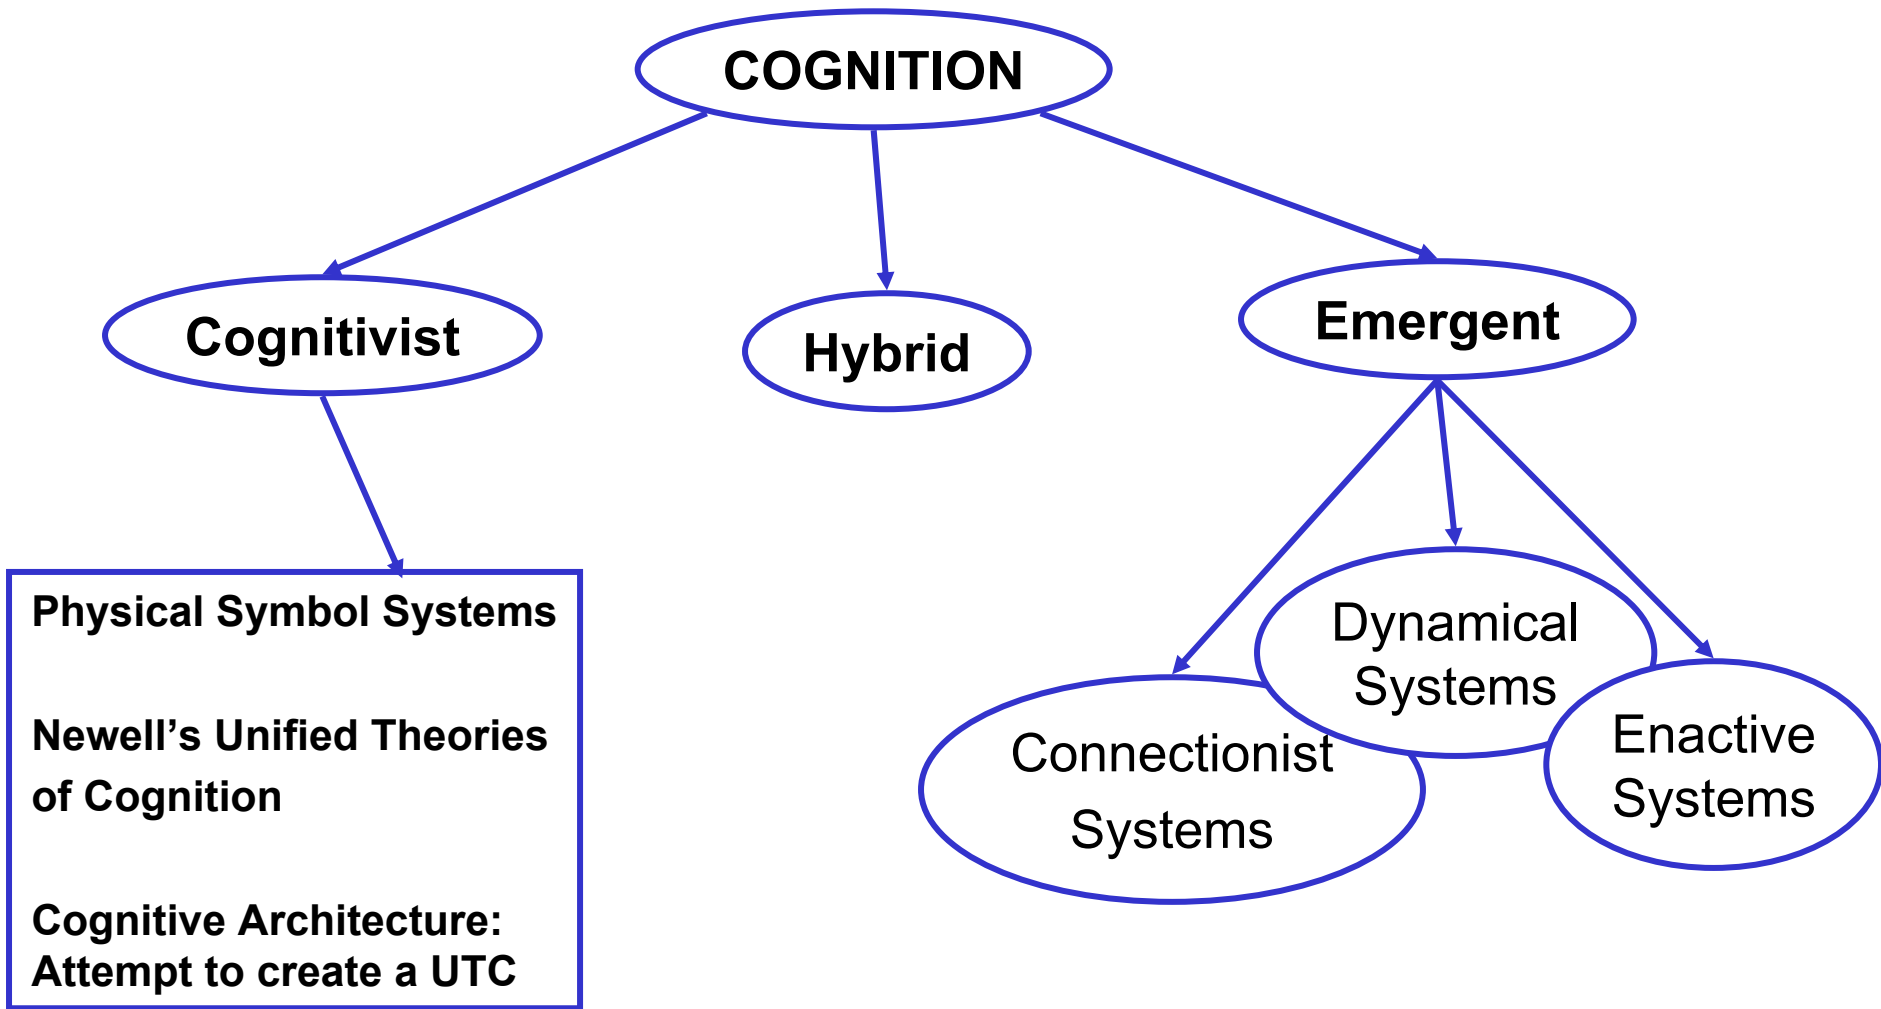 COGNITION
Cognitivist
Hybrid
Emergent
Physical Symbol Systems
Newell’s Unified Theories
of Cognition
Cognitive Architecture:
Attempt to create a UTC
Connectionist
Systems
Dynamical
Systems
Enactive
Systems